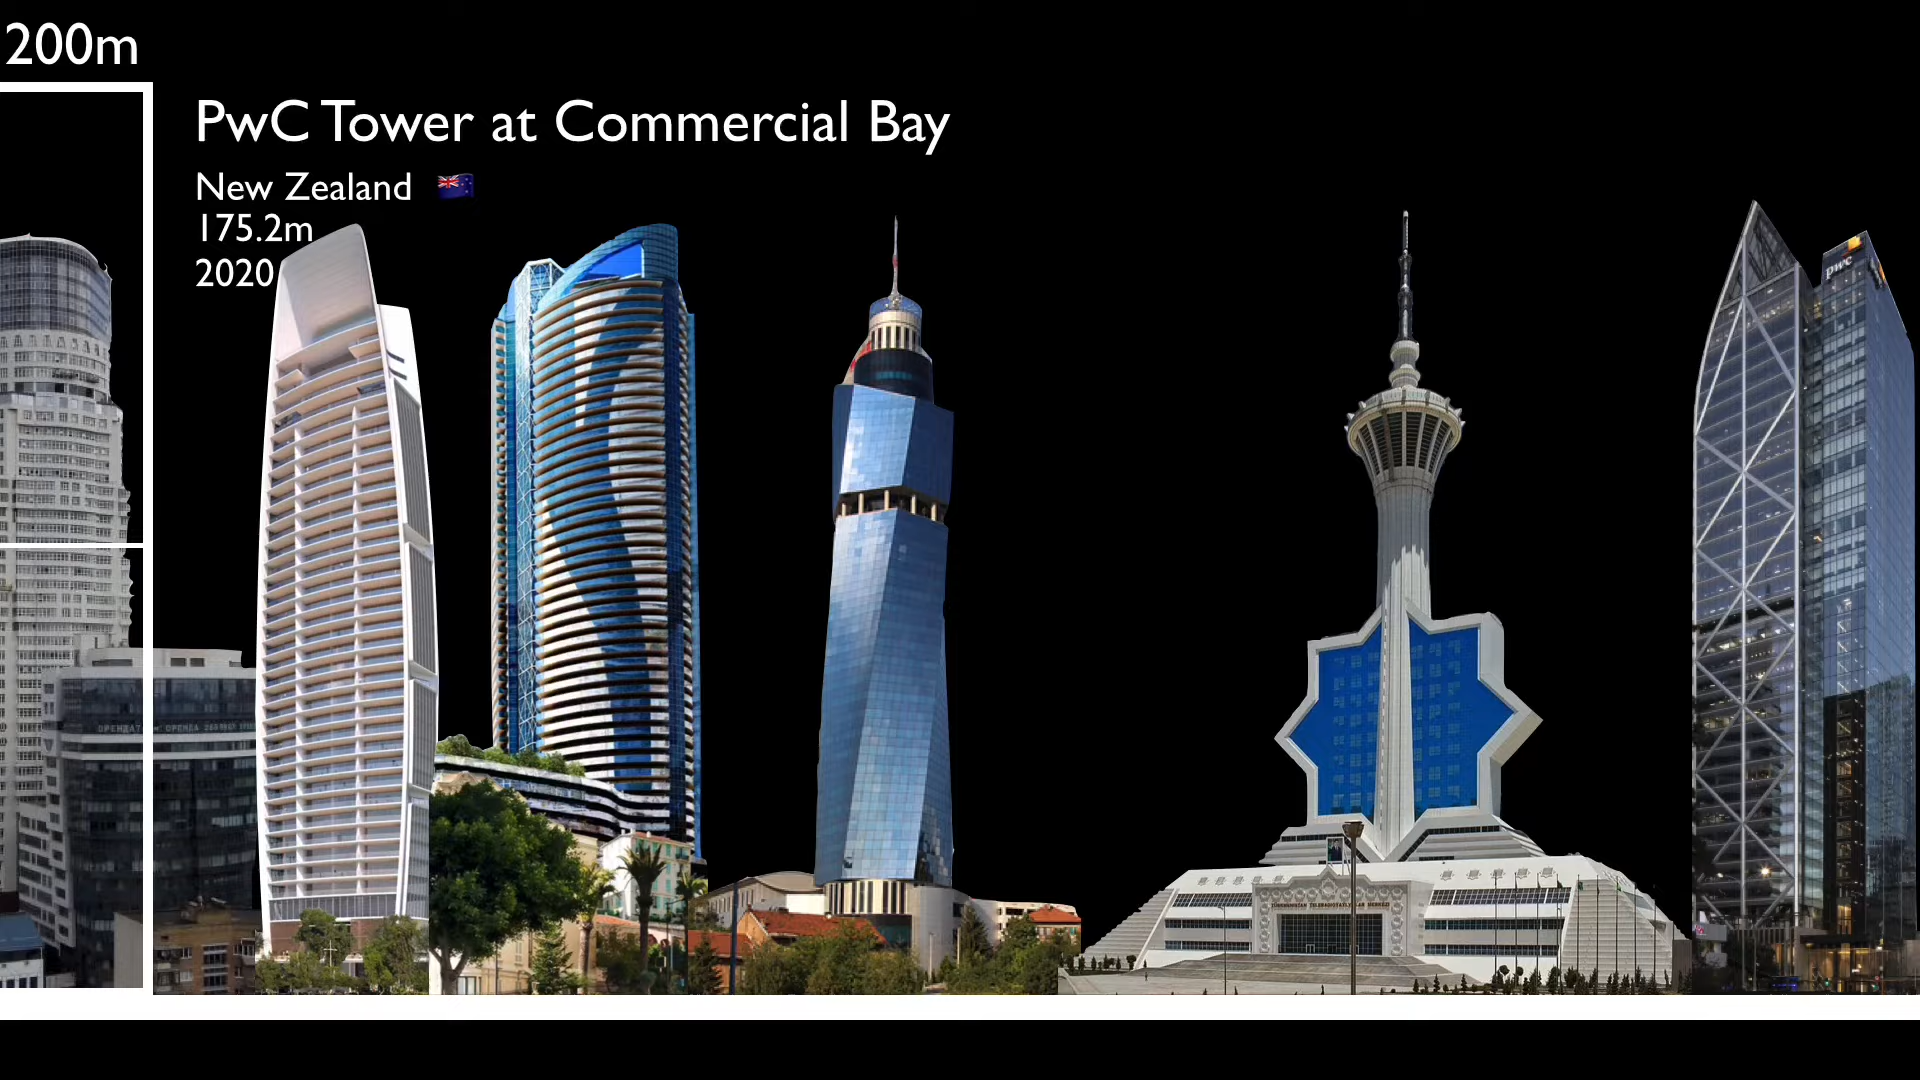 200m
PwC Tower at Commercial Bay
New Zealand
175.2m
2020
pwc